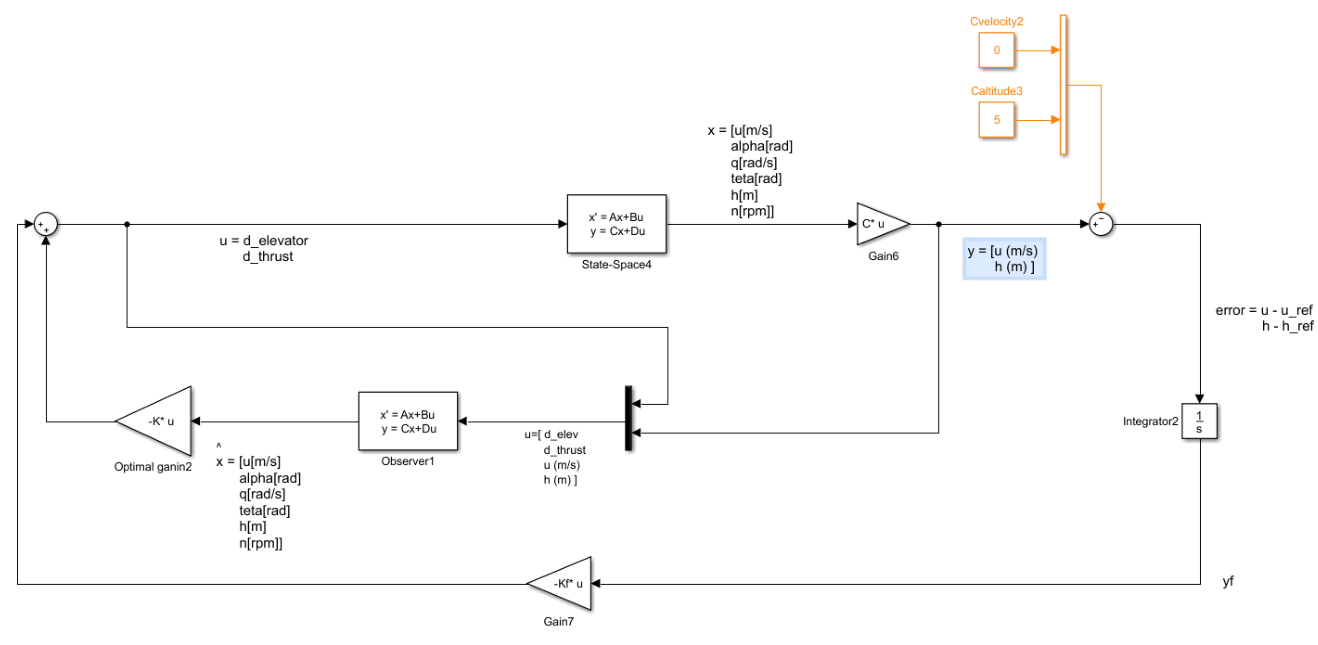 Cvelocity2
0
Caltitude3
5
x = [u[m/s]
alpha[rad]
q[rad/s]
teta[rad]
h[m]
n[rpm]]
x' = Ax+Bu
y = Cx+Du
State-Space4
C* u
Gain6
+
+
+
−
u = d_elevator
d_thrust
y = [u (m/s)
h (m) ]
error = u - u_ref
h - h_ref
1
s
Integrator2
-K* u
Optimal ganin2
x' = Ax+Bu
y = Cx+Du
Observer1
u=[ d_elev
d_thrust
u (m/s)
h (m) ]
^
x = [u[m/s]
alpha[rad]
q[rad/s]
teta[rad]
h[m]
n[rpm]]
-Kf* u
Gain7
yf